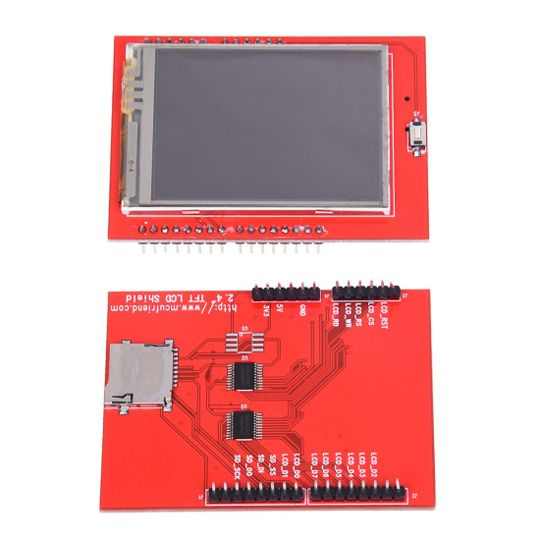 2.4" TFT LCD Shield
http://www.mcufriend.com
3V3
5V
GND
LCD_RD
LCD_WR
LCD_RS
LCD_CS
LCD_RST
SD_SCK
SD_DO
SD_DI
SD_SS
LCD_D1
LCD_D0
LCD_D7
LCD_D6
LCD_D5
LCD_D4
LCD_D3
LCD_D2